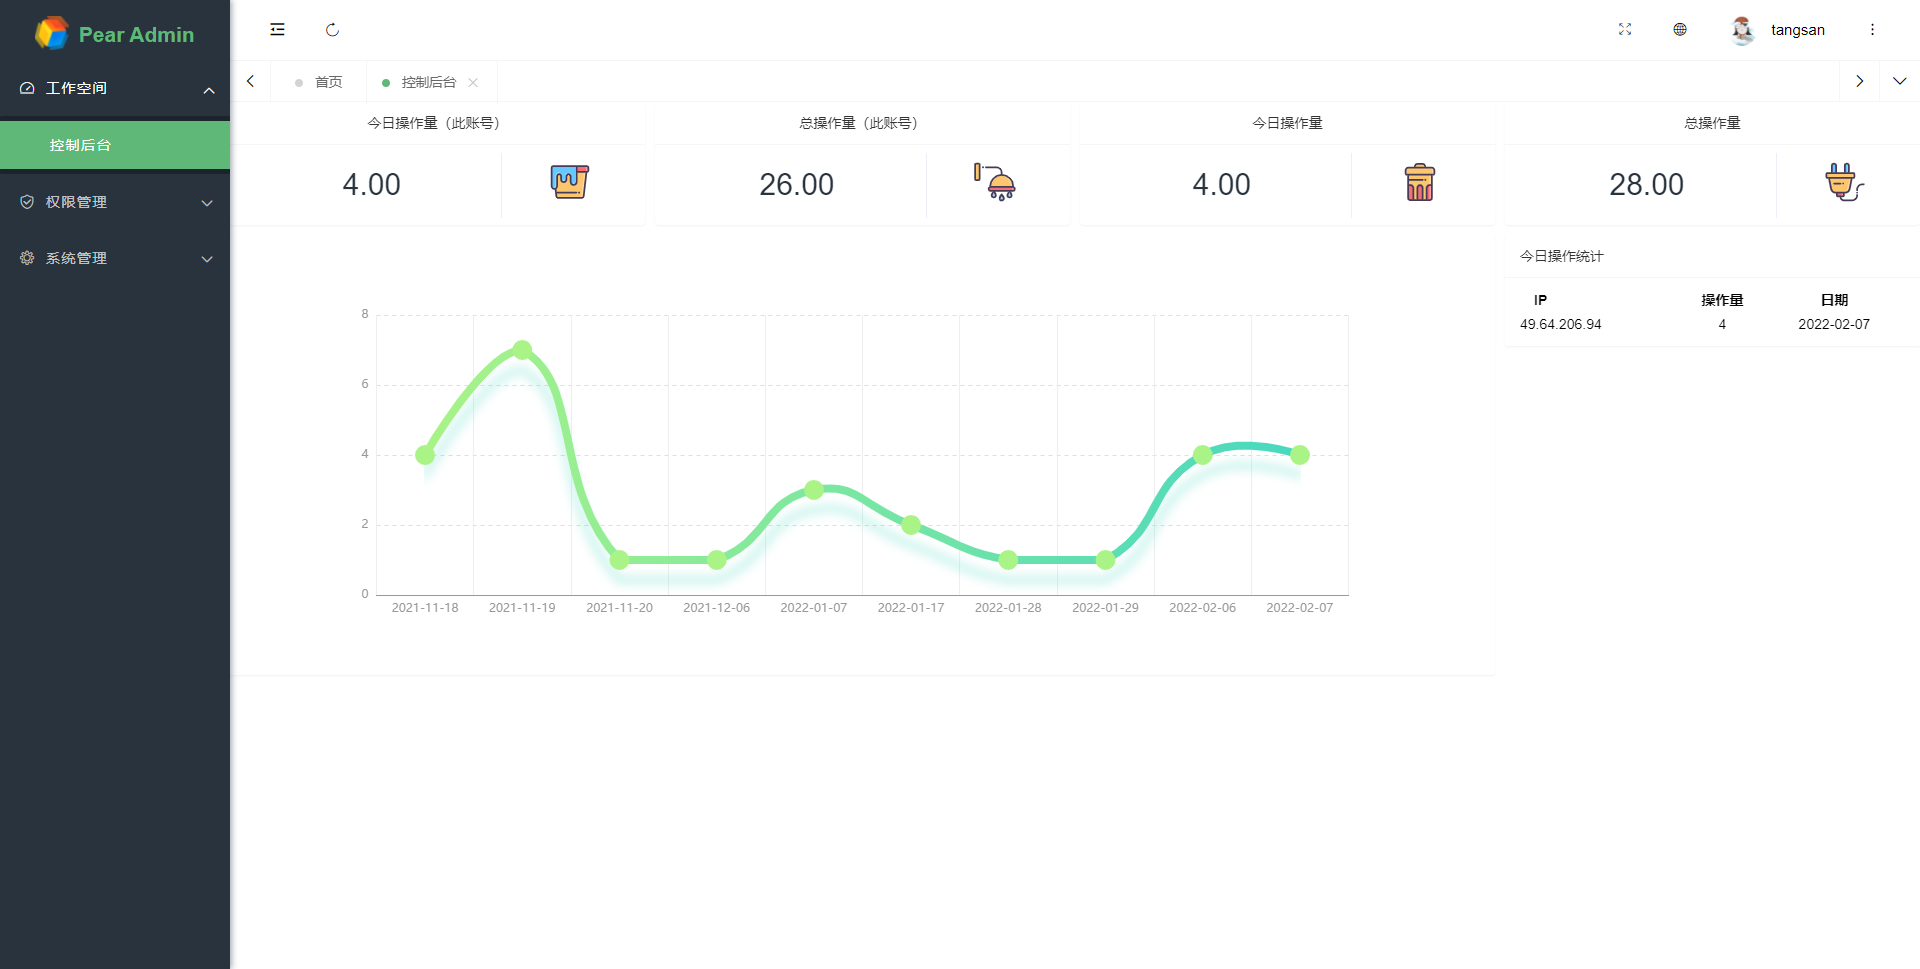 Pear Admin
tangsan
工作空间
控制后台
权限管理
系统管理
首页
控制后台
今日操作量（此账号）
4.00
总操作量（此账号）
26.00
今日操作量
4.00
总操作量
28.00
8
6
4
2
0
2021-11-18 2021-11-19 2021-11-20 2021-12-06 2022-01-07 2022-01-17 2022-01-28 2022-01-29 2022-02-06 2022-02-07
今日操作统计
IP 操作量 日期
49.64.206.94 4 2022-02-07